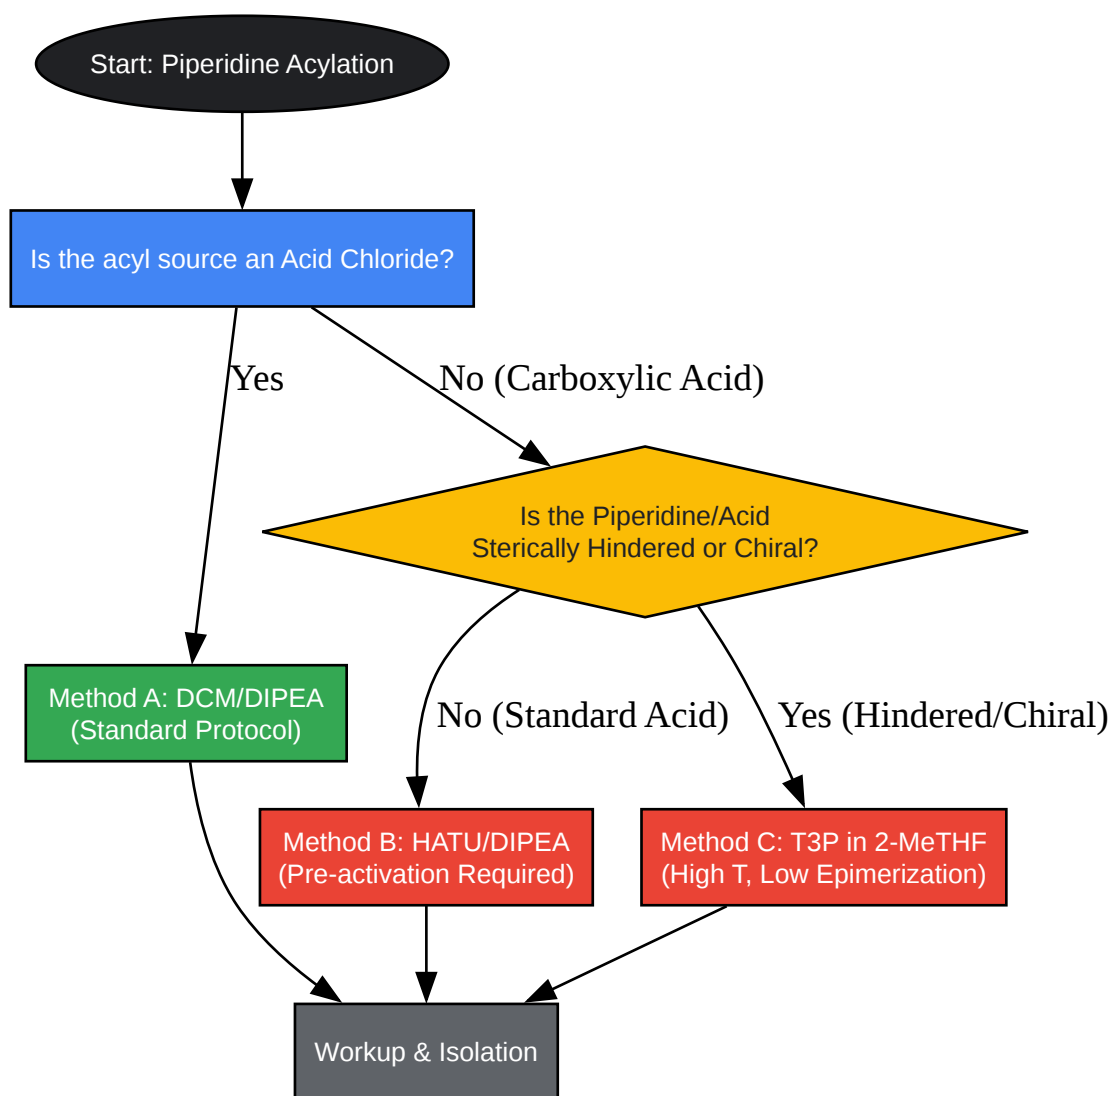 Start: Piperidine Acylation
Is the acyl source an Acid Chloride?
Yes
No (Carboxylic Acid)
Is the Piperidine/Acid
Sterically Hindered or Chiral?
Method A: DCM/DIPEA
(Standard Protocol)
No (Standard Acid)
Yes (Hindered/Chiral)
Method B: HATU/DIPEA
(Pre-activation Required)
Method C: T3P in 2-MeTHF
(High T, Low Epimerization)
Workup & Isolation